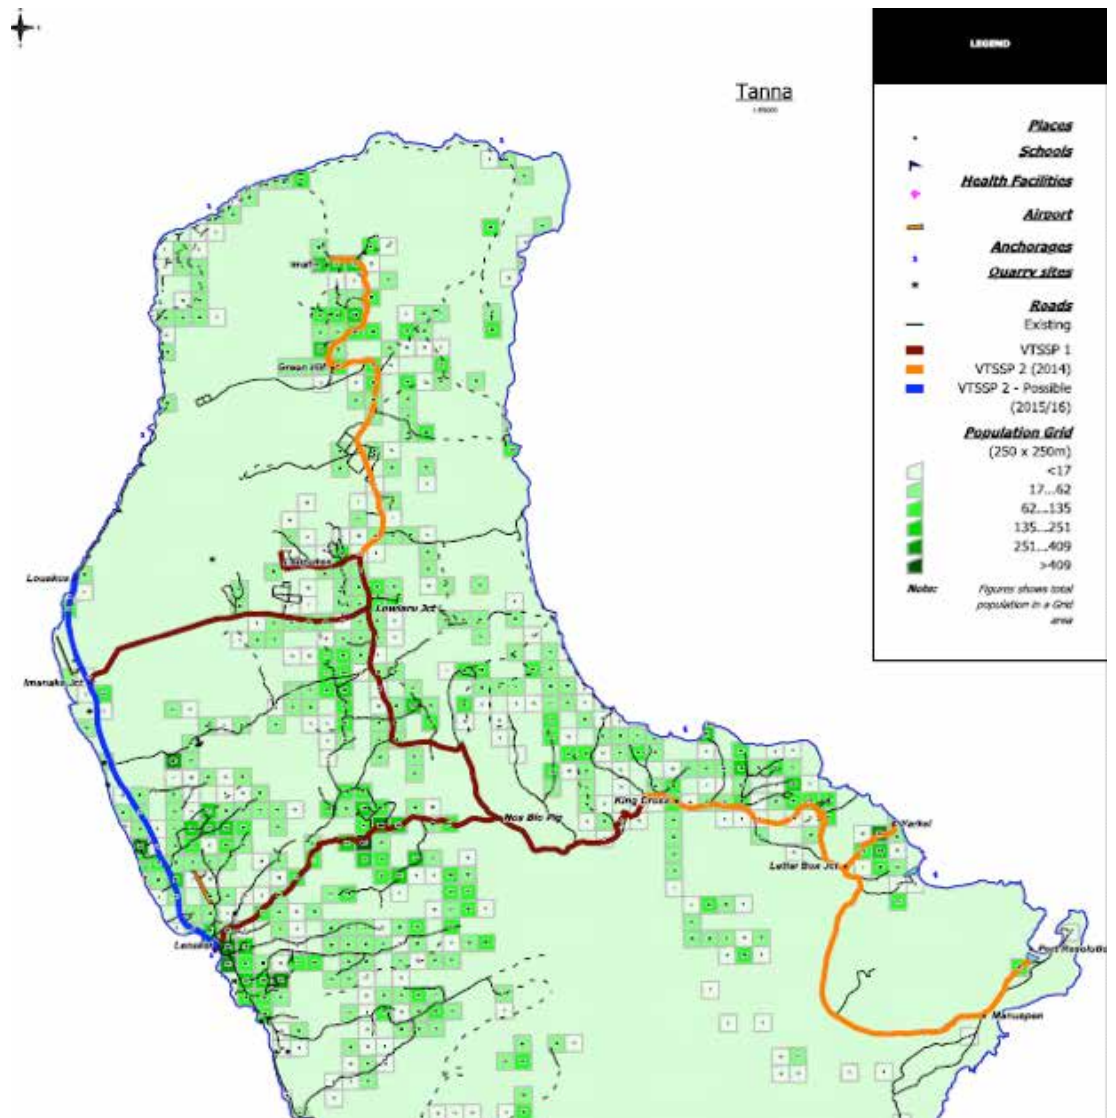 LEGEND
Tanna
Places
Schools
Health Facilities
Airport
Anchorages
Quarry sites
Roads
Existing
VTSSP 1
VTSSP 2 (2014)
VTSSP 2 - Possible
(2015/16)
Population Grid
(250 x 250m)
<17
17...62
62...135
135...251
251...409
>409
Note:
Figures shows total
population in a Grid
area
Green Hill
Lowiaru Jct
Imanaka Jct
King Cross
Nos Blo Pig
Letter Box Jct
Lenakel
Port Resolutio
Manuapen